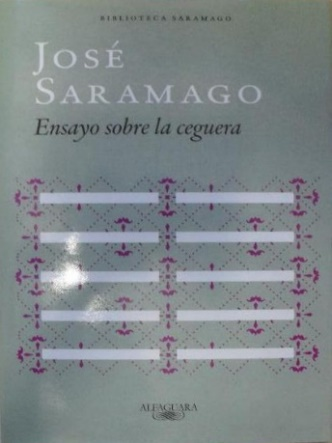 BIBLIOTECA SARAMAGO
JOSÉ
SARAMAGO
Ensayo sobre la ceguera
ALFAGUARA